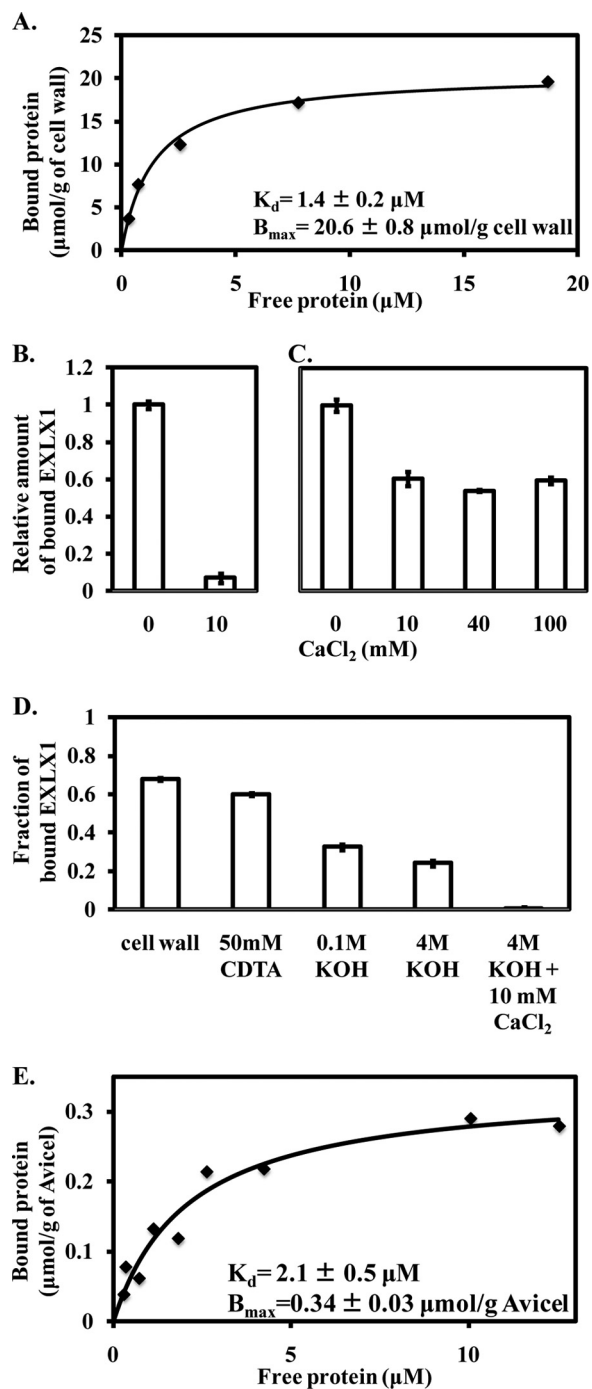 A.
Bound protein
(μmol/g of cell wall)
25
20
15
10
5
0
K_d= 1.4 ± 0.2 μM
B_max= 20.6 ± 0.8 μmol/g cell wall
0 5 10 15 20
Free protein (μM)
B.
C.
Relative amount
of bound EXLX1
1.2
1
0.8
0.6
0.4
0.2
0
0 10
0 10 40 100
CaCl₂ (mM)
D.
Fraction of
bound EXLX1
1
0.8
0.6
0.4
0.2
0
cell wall
50mM
CDTA
0.1M
KOH
4M
KOH
4M
KOH +
10 mM
CaCl₂
E.
Bound protein
(μmol/g of Avicel)
0.3
0.2
0.1
0
K_d= 2.1 ± 0.5 μM
B_max=0.34 ± 0.03 μmol/g Avicel
0 5 10
Free protein (μM)